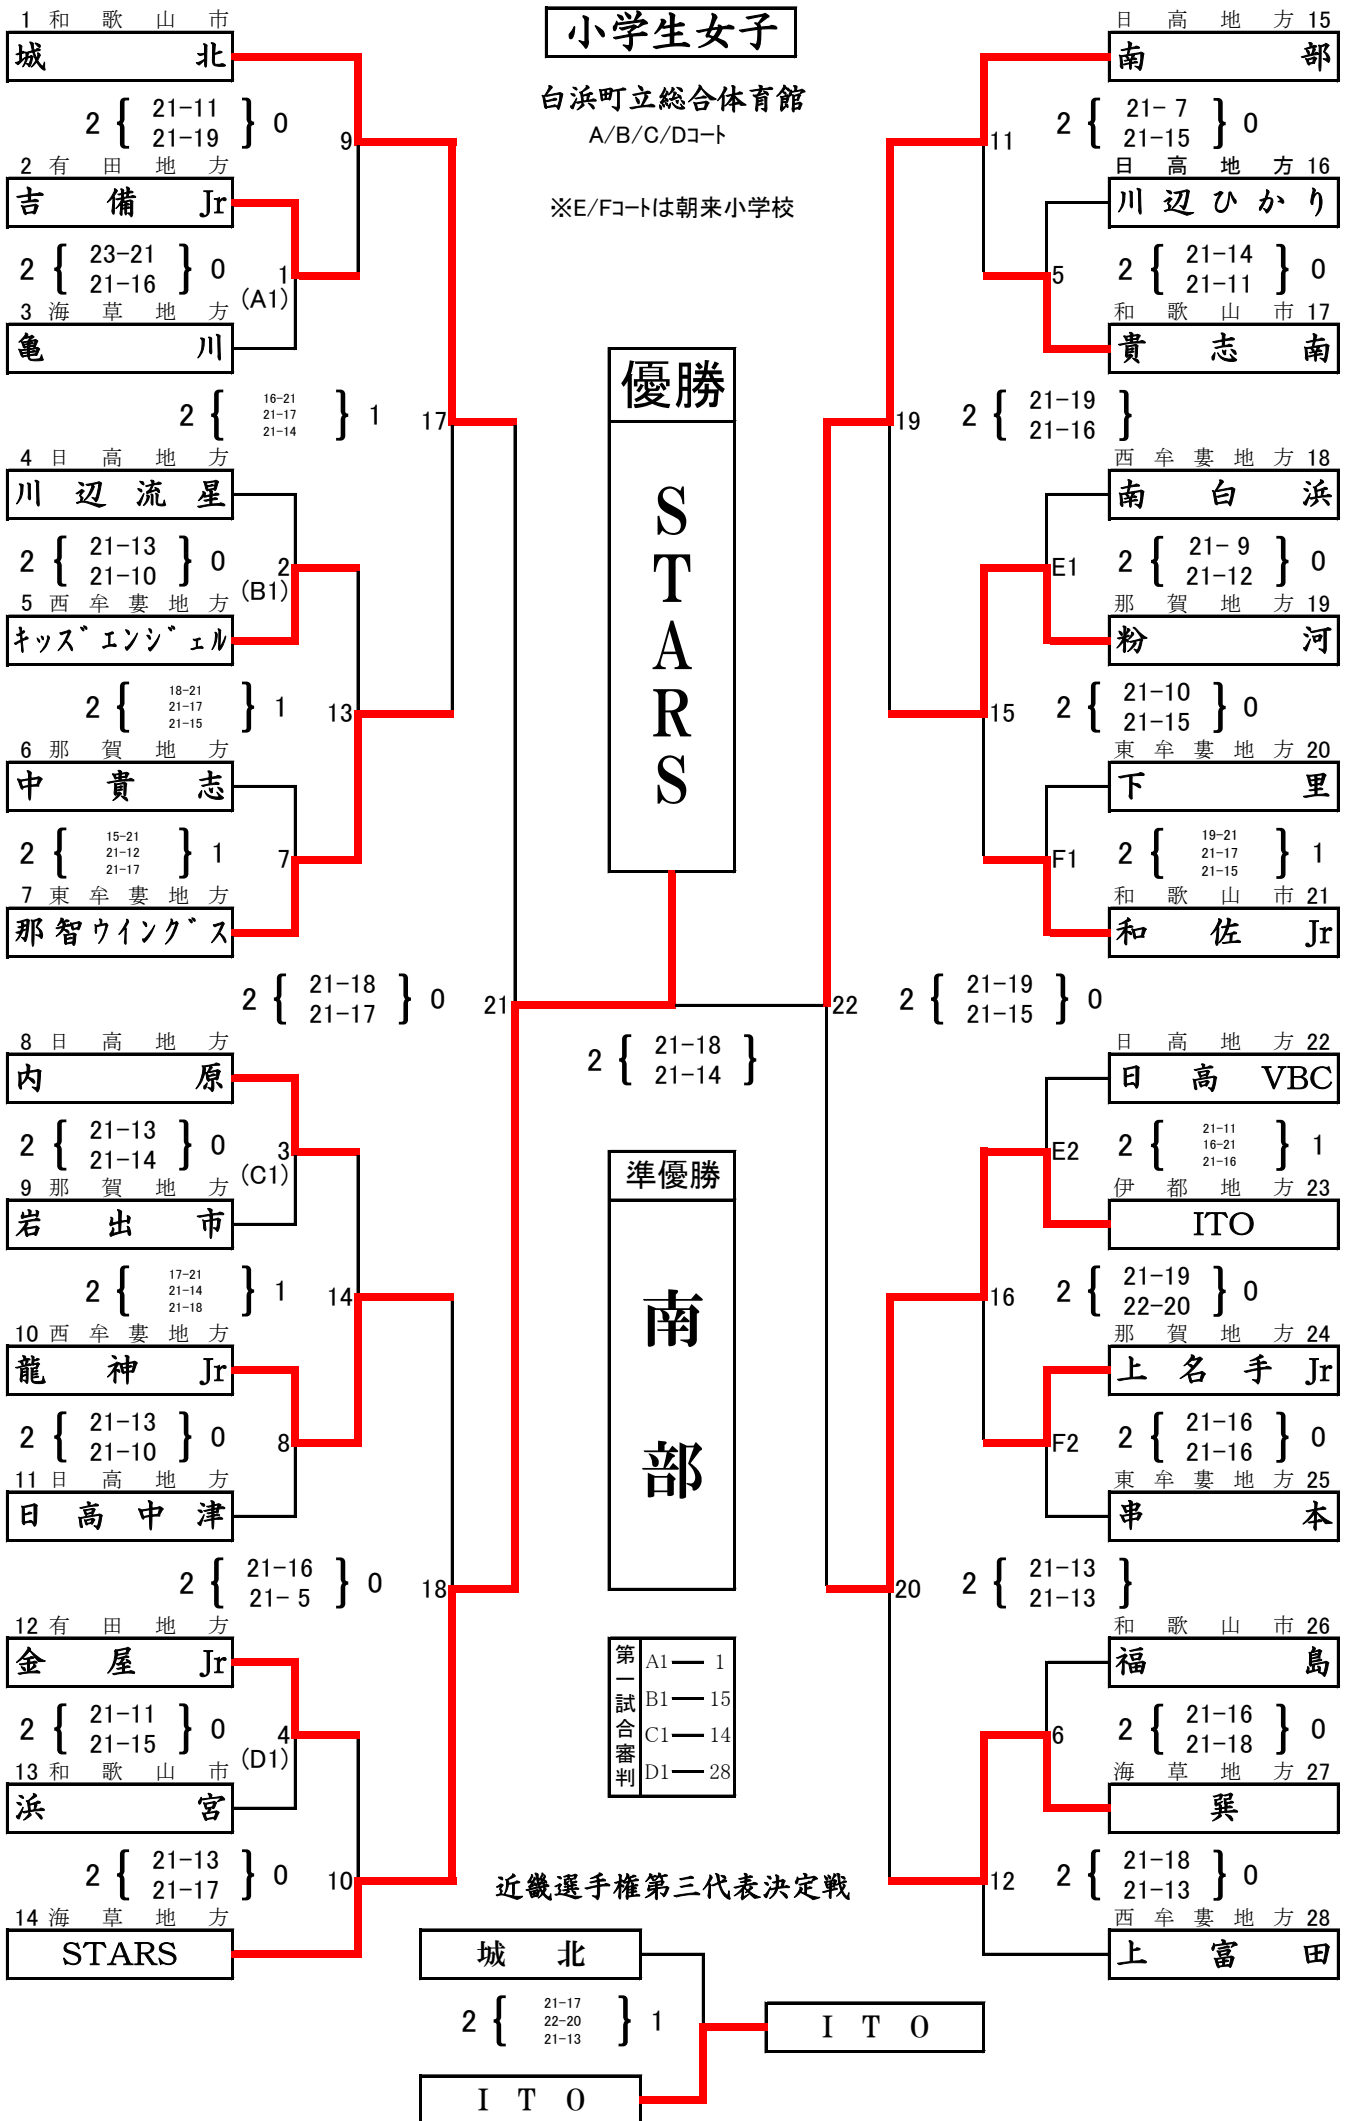 小学生女子
白浜町立総合体育館
A/B/C/Dコート
※E/Fコートは朝来小学校
1 和歌山市
城北
2 { 21-11 21-19 } 0
9
2 有田地方
吉備Jr
2 { 23-21 21-16 } 0
1
(A1)
3 海草地方
亀川
2 { 16-21 21-17 21-14 } 1
17
4 日高地方
川辺流星
2 { 21-13 21-10 } 0
2
(B1)
5 西牟婁地方
キッズエンジェル
2 { 18-21 21-17 21-15 } 1
13
6 那賀地方
中貴志
2 { 15-21 21-12 21-17 } 1
7
7 東牟婁地方
那智ウイングス
2 { 21-18 21-17 } 0
21
8 日高地方
内原
2 { 21-13 21-14 } 0
3
(C1)
9 那賀地方
岩出市
2 { 17-21 21-14 21-18 } 1
14
10 西牟婁地方
龍神Jr
2 { 21-13 21-10 } 0
8
11 日高地方
日高中津
2 { 21-16 21- 5 } 0
18
12 有田地方
金屋Jr
2 { 21-11 21-15 } 0
4
(D1)
13 和歌山市
浜宮
2 { 21-13 21-17 } 0
10
14 海草地方
STARS
優勝
STARS
2 { 21-18 21-14 }
準優勝
南部
第一試合審判
A1 — 1
B1 — 15
C1 — 14
D1 — 28
日高地方 15
南部
11
2 { 21- 7 21-15 } 0
日高地方 16
川辺ひかり
5
2 { 21-14 21-11 } 0
和歌山市 17
貴志南
19
2 { 21-19 21-16 }
西牟婁地方 18
南白浜
E1
2 { 21- 9 21-12 } 0
那賀地方 19
粉河
15
2 { 21-10 21-15 } 0
東牟婁地方 20
下里
F1
2 { 19-21 21-17 21-15 } 1
和歌山市 21
和佐Jr
22
2 { 21-19 21-15 } 0
日高地方 22
日高VBC
E2
2 { 21-11 16-21 21-16 } 1
伊都地方 23
ITO
16
2 { 21-19 22-20 } 0
那賀地方 24
上名手Jr
F2
2 { 21-16 21-16 } 0
東牟婁地方 25
串本
20
2 { 21-13 21-13 }
和歌山市 26
福島
6
2 { 21-16 21-18 } 0
海草地方 27
巽
12
2 { 21-18 21-13 } 0
西牟婁地方 28
上富田
近畿選手権第三代表決定戦
城北
2 { 21-17 22-20 21-13 } 1
ITO
ITO